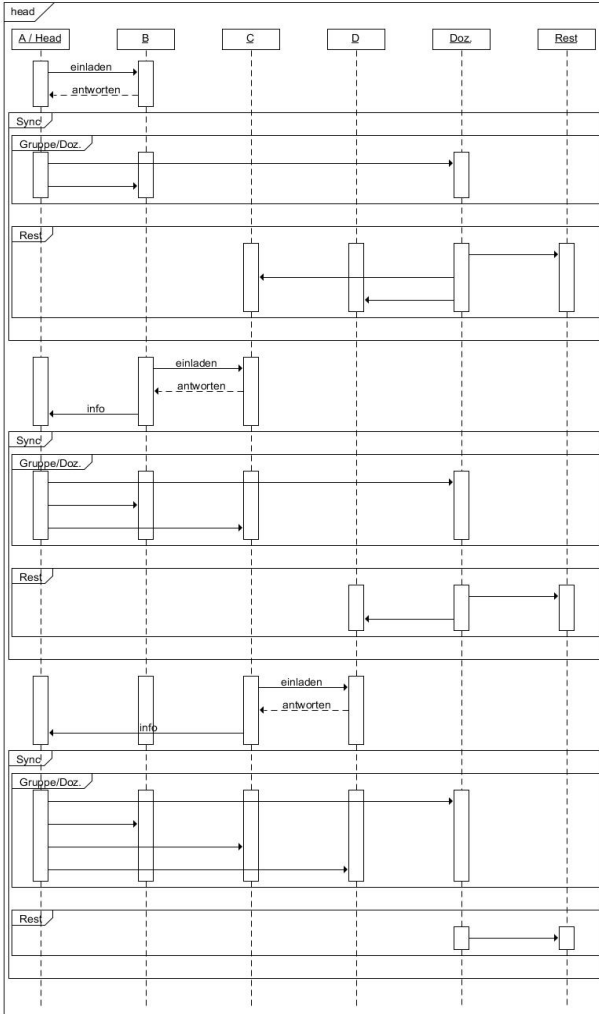 head
A / Head B C D Doz. Rest
einladen
antworten
Sync
Gruppe/Doz.
Rest
einladen
antworten
info
Sync
Gruppe/Doz.
Rest
einladen
antworten
info
Sync
Gruppe/Doz.
Rest